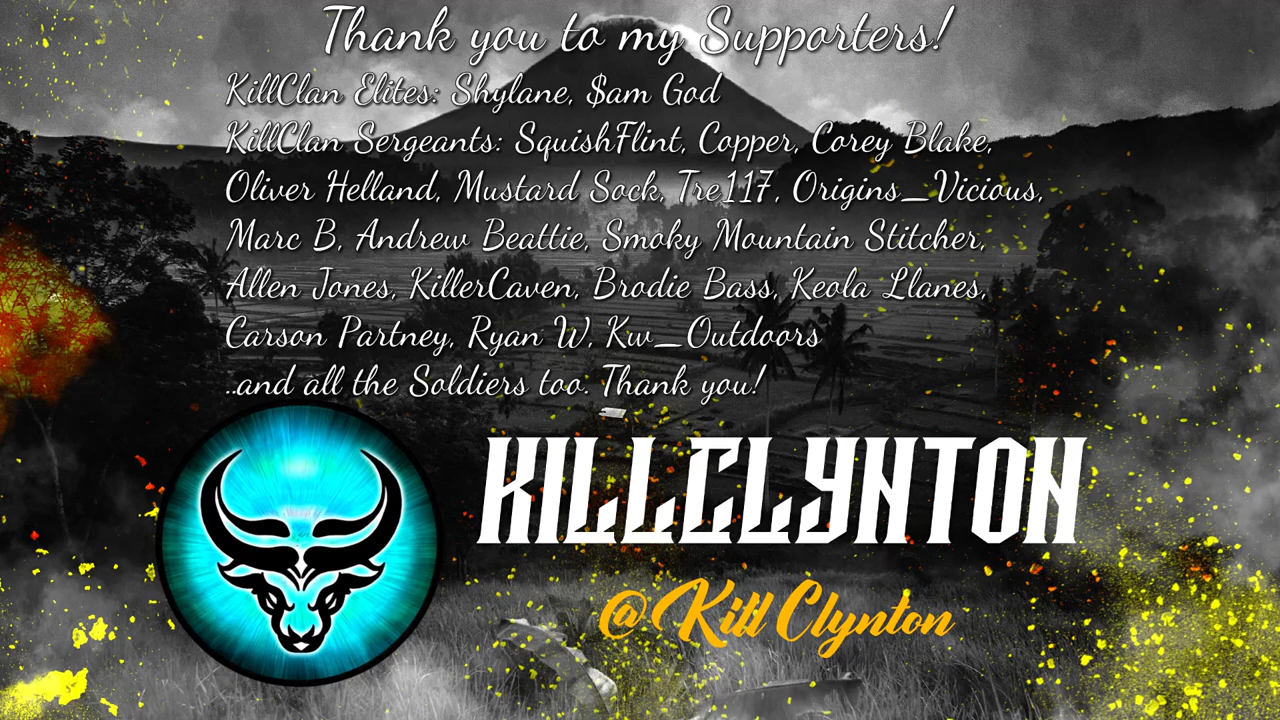 Thank you to my Supporters!
KillClan Elites: Shylane, $am God
KillClan Sergeants: SquishFlint, Copper, Corey Blake,
Oliver Helland, Mustard Sock, Tre117, Origins_Vicious,
Marc B, Andrew Beattie, Smoky Mountain Stitcher,
Allen Jones, KillerCaven, Brodie Bass, Keola Llanes,
Carson Partney, Ryan W, Kw_Outdoors
..and all the Soldiers too. Thank you!
KILLCLYNTON
@KillClynton